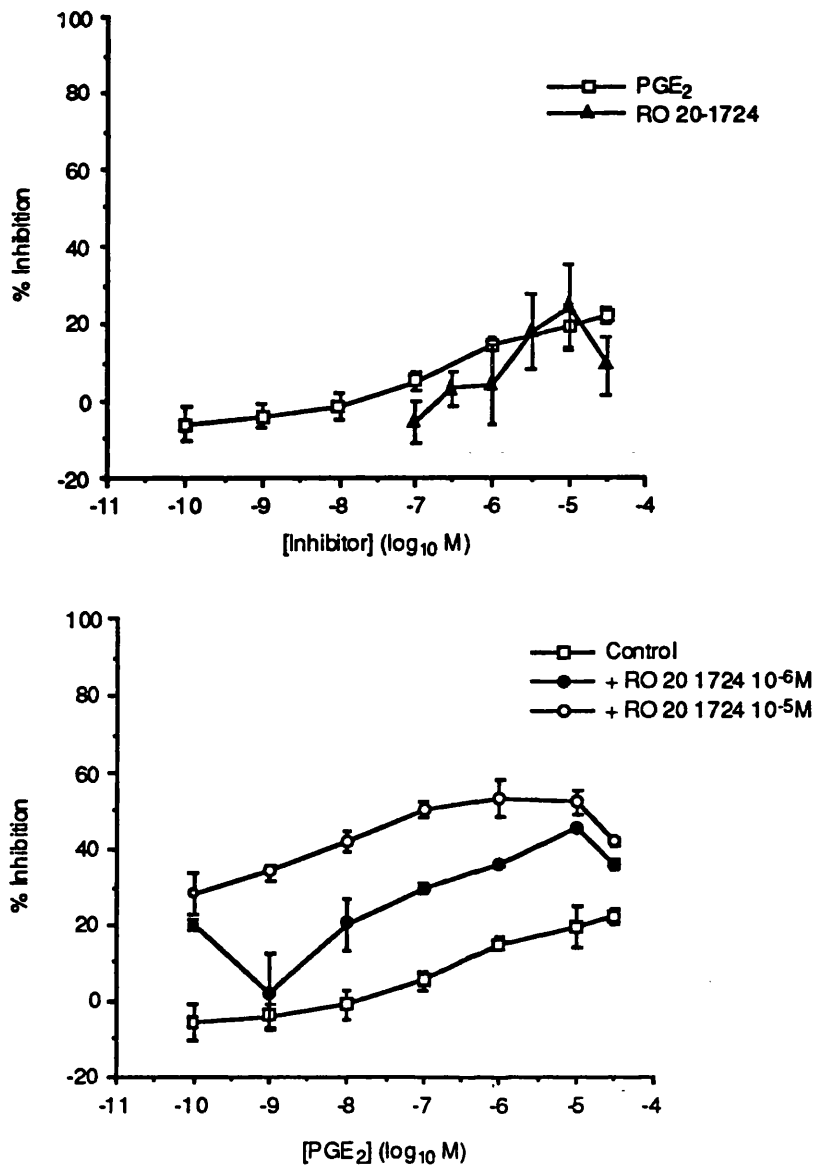 100
80
60
40
20
0
-20
% Inhibition
PGE2
RO 20-1724
-11 -10 -9 -8 -7 -6 -5 -4
[Inhibitor] (log10 M)
100
80
60
40
20
0
-20
% Inhibition
Control
+ RO 20 1724 10-6M
+ RO 20 1724 10-5M
-11 -10 -9 -8 -7 -6 -5 -4
[PGE2] (log10 M)